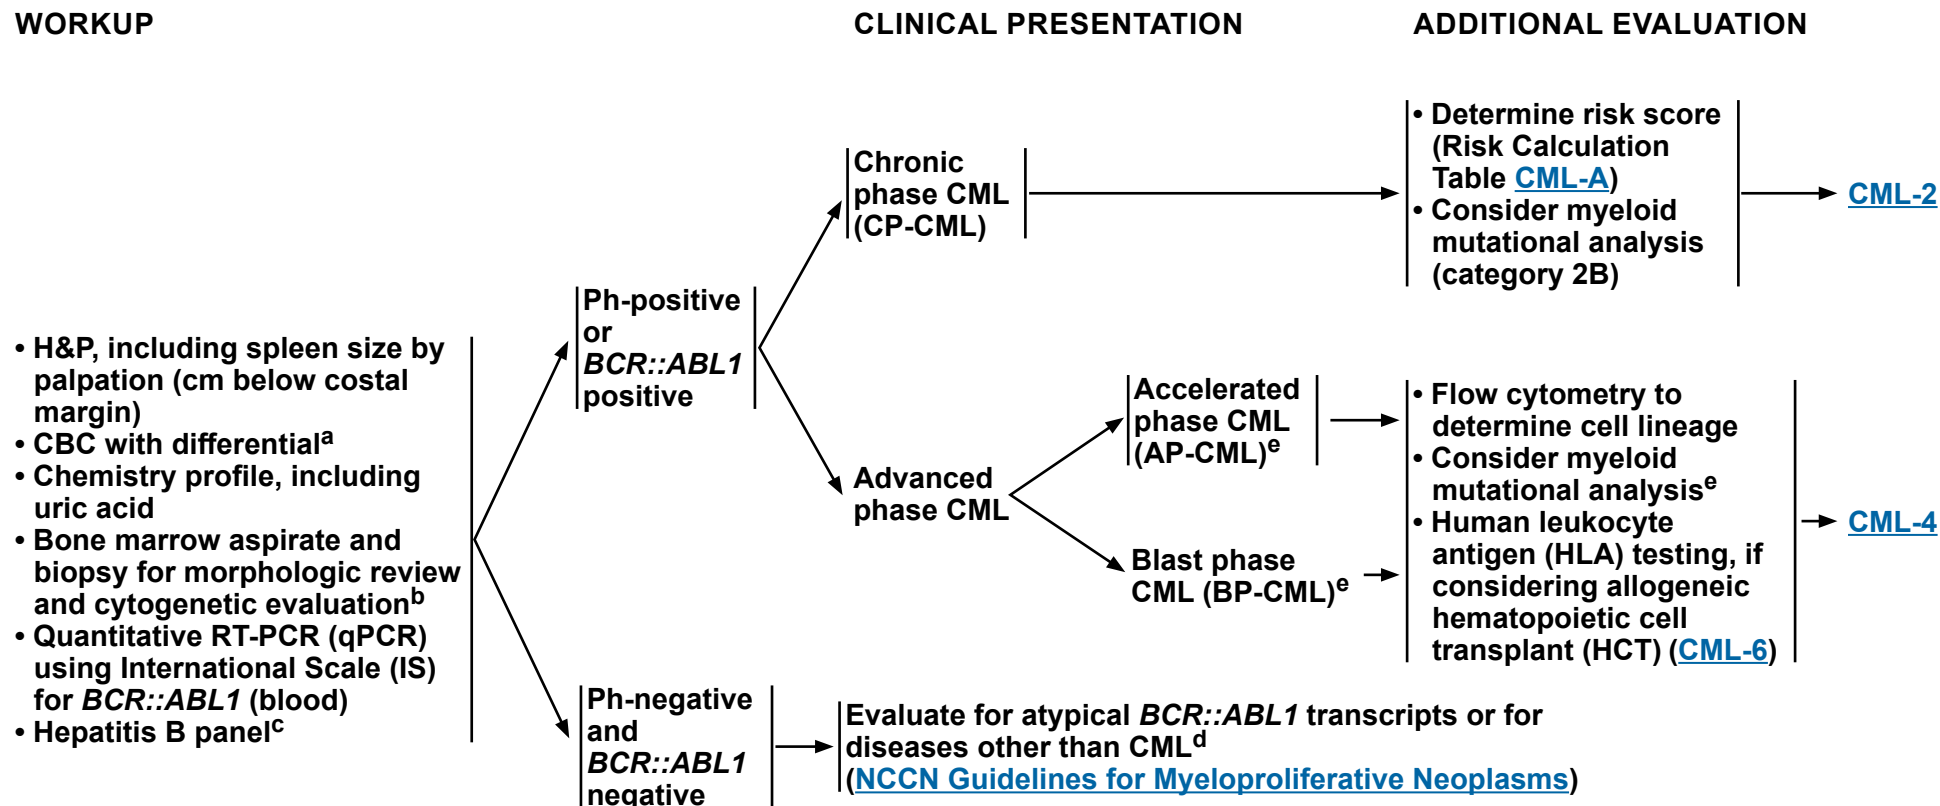 WORKUP
CLINICAL PRESENTATION
ADDITIONAL EVALUATION
• H&P, including spleen size by
palpation (cm below costal
margin)
• CBC with differentialᵃ
• Chemistry profile, including
uric acid
• Bone marrow aspirate and
biopsy for morphologic review
and cytogenetic evaluationᵇ
• Quantitative RT-PCR (qPCR)
using International Scale (IS)
for BCR::ABL1 (blood)
• Hepatitis B panelᶜ
Ph-positive
or
BCR::ABL1
positive
Chronic
phase CML
(CP-CML)
• Determine risk score
(Risk Calculation
Table CML-A)
• Consider myeloid
mutational analysis
(category 2B)
CML-2
Advanced
phase CML
Accelerated
phase CML
(AP-CML)ᵉ
Blast phase
CML (BP-CML)ᵉ
• Flow cytometry to
determine cell lineage
• Consider myeloid
mutational analysisᵉ
• Human leukocyte
antigen (HLA) testing, if
considering allogeneic
hematopoietic cell
transplant (HCT) (CML-6)
CML-4
Ph-negative
and
BCR::ABL1
negative
Evaluate for atypical BCR::ABL1 transcripts or for
diseases other than CMLᵈ
(NCCN Guidelines for Myeloproliferative Neoplasms)